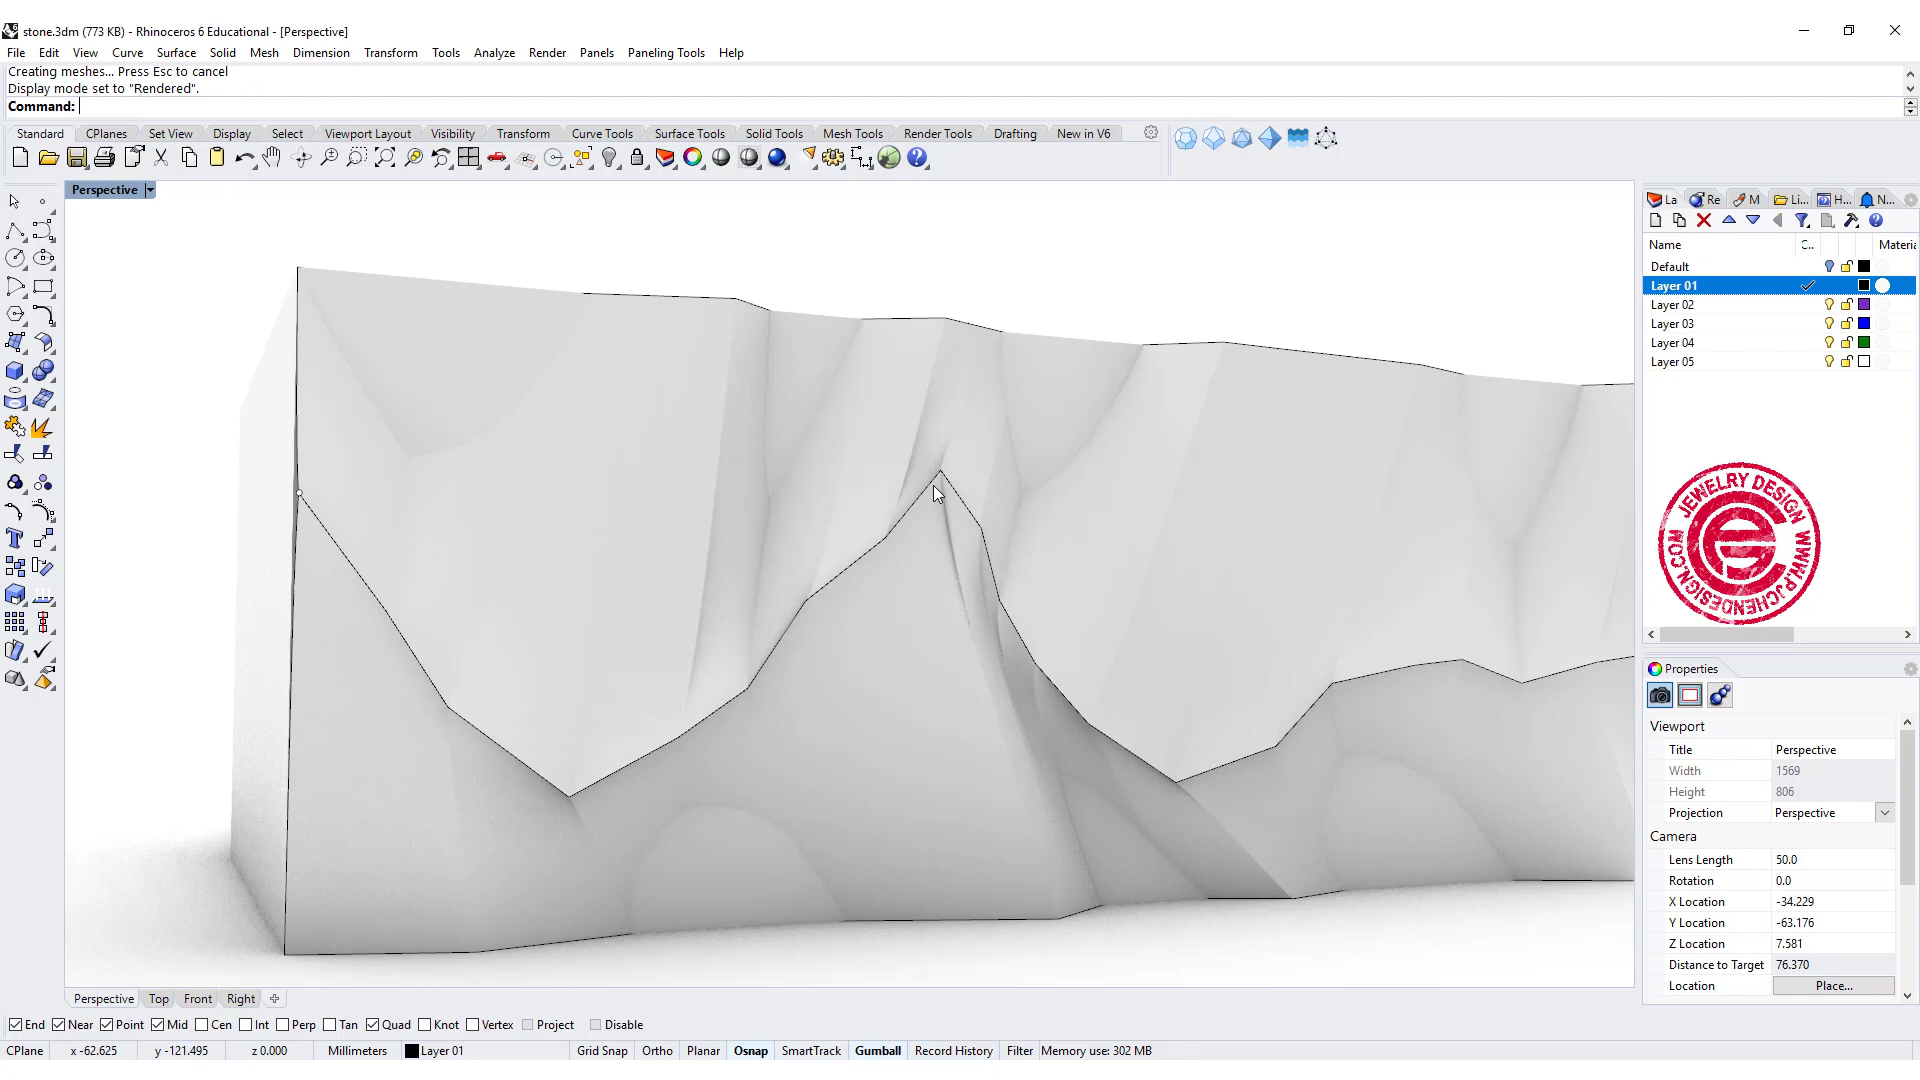 stone.3dm (773 KB) - Rhinoceros 6 Educational - [Perspective]
File Edit View Curve Surface Solid Mesh Dimension Transform Tools Analyze Render Panels Paneling Tools Help
Creating meshes... Press Esc to cancel
Display mode set to "Rendered".
Command:
Standard CPlanes Set View Display Select Viewport Layout Visibility Transform Curve Tools Surface Tools Solid Tools Mesh Tools Render Tools Drafting New in V6
Perspective
La Re M Li... H... N...
Name C.. Materia
Default
Layer 01
Layer 02
Layer 03
Layer 04
Layer 05
JEWELRY DESIGN
WWW.PJCHENDESIGN.COM
Properties
Viewport
Title Perspective
Width 1569
Height 806
Projection Perspective
Camera
Lens Length 50.0
Rotation 0.0
X Location -34.229
Y Location -63.176
Z Location 7.581
Distance to Target 76.370
Location Place...
Perspective Top Front Right
End Near Point Mid Cen Int Perp Tan Quad Knot Vertex Project Disable
CPlane x -62.625 y -121.495 z 0.000 Millimeters Layer 01 Grid Snap Ortho Planar Osnap SmartTrack Gumball Record History Filter Memory use: 302 MB